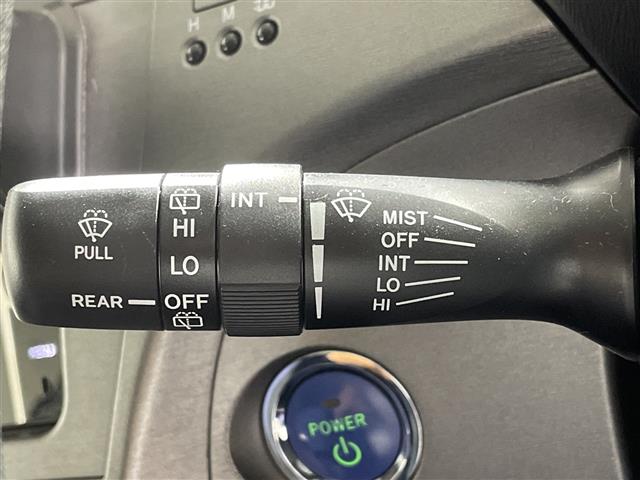 H M
INT
MIST
OFF
INT
LO
HI
PULL
HI
LO
REAR OFF
POWER